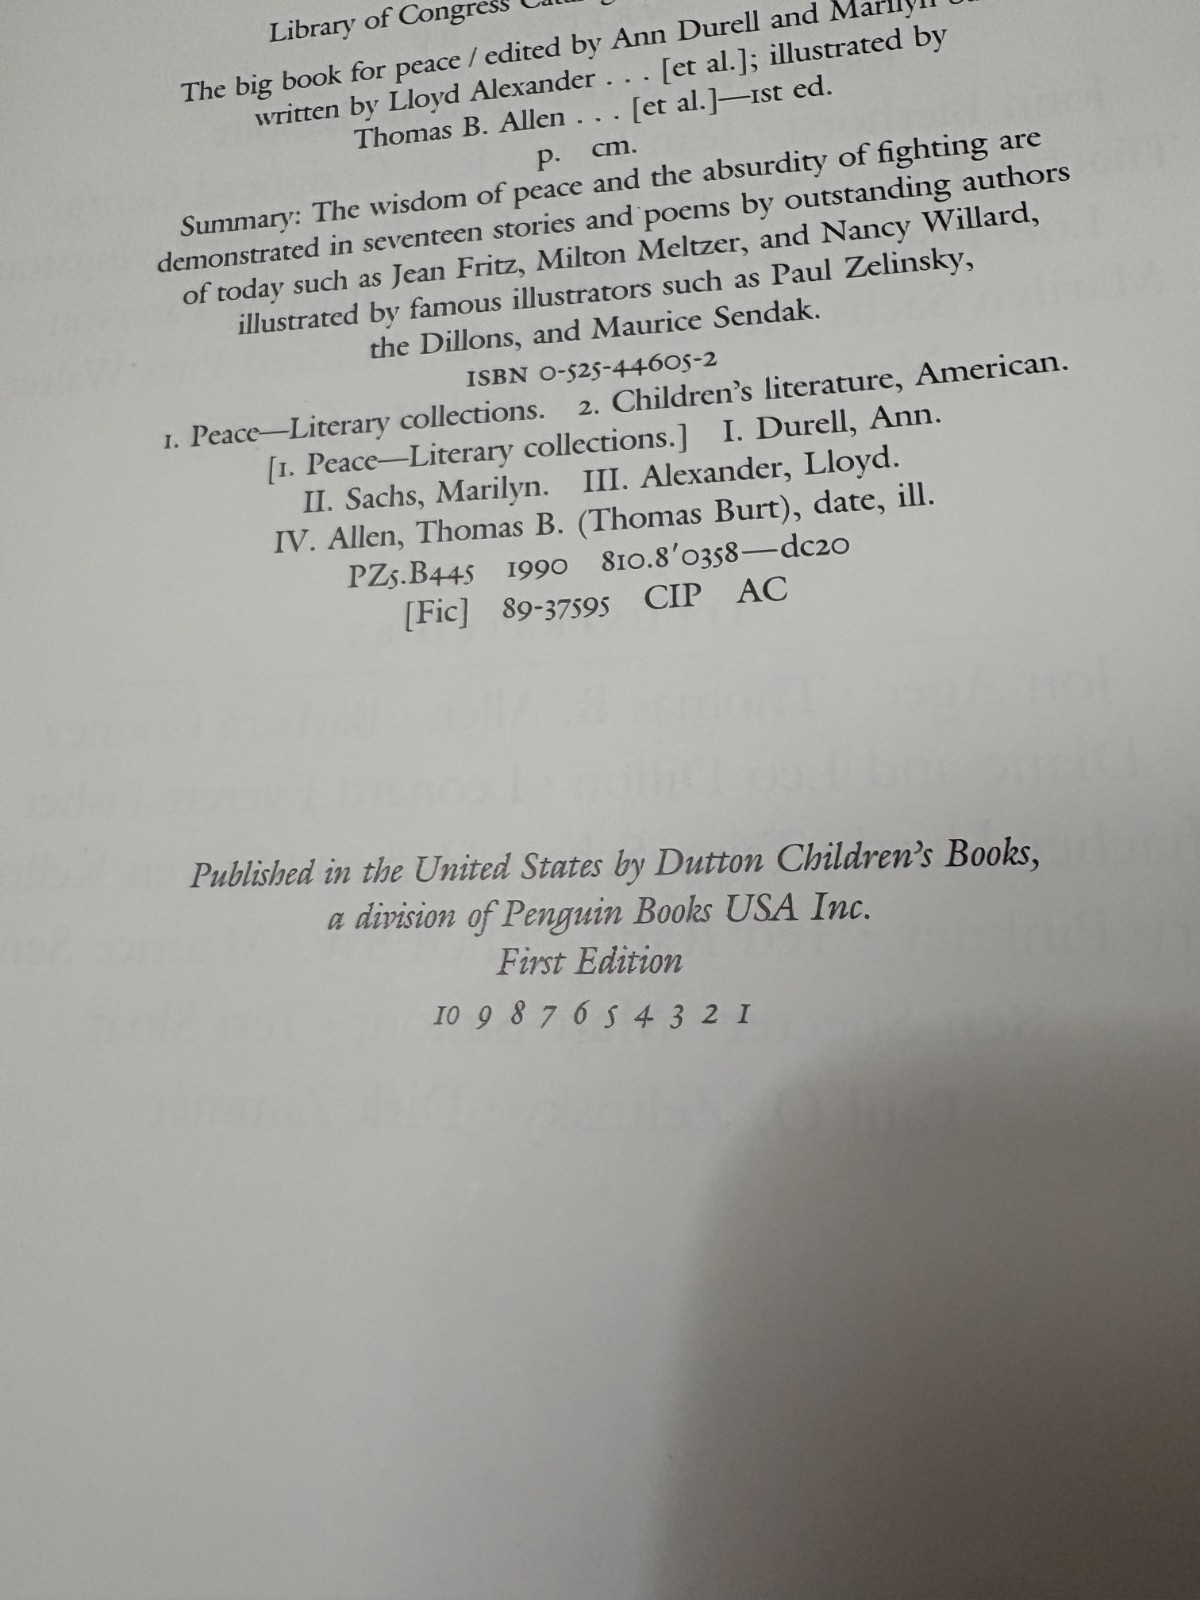 Library of Congress
The big book for peace / edited by Ann Durell and Marilyn
written by Lloyd Alexander . . . [et al.]; illustrated by
Thomas B. Allen . . . [et al.]—1st ed.
p. cm.
Summary: The wisdom of peace and the absurdity of fighting are
demonstrated in seventeen stories and poems by outstanding authors
of today such as Jean Fritz, Milton Meltzer, and Nancy Willard,
illustrated by famous illustrators such as Paul Zelinsky,
the Dillons, and Maurice Sendak.
ISBN 0-525-44605-2
1. Peace—Literary collections. 2. Children's literature, American.
[1. Peace—Literary collections.] I. Durell, Ann.
II. Sachs, Marilyn. III. Alexander, Lloyd.
IV. Allen, Thomas B. (Thomas Burt), date, ill.
PZ5.B445 1990 810.8'0358—dc20
[Fic] 89-37595 CIP AC
Published in the United States by Dutton Children's Books,
a division of Penguin Books USA Inc.
First Edition
10 9 8 7 6 5 4 3 2 1